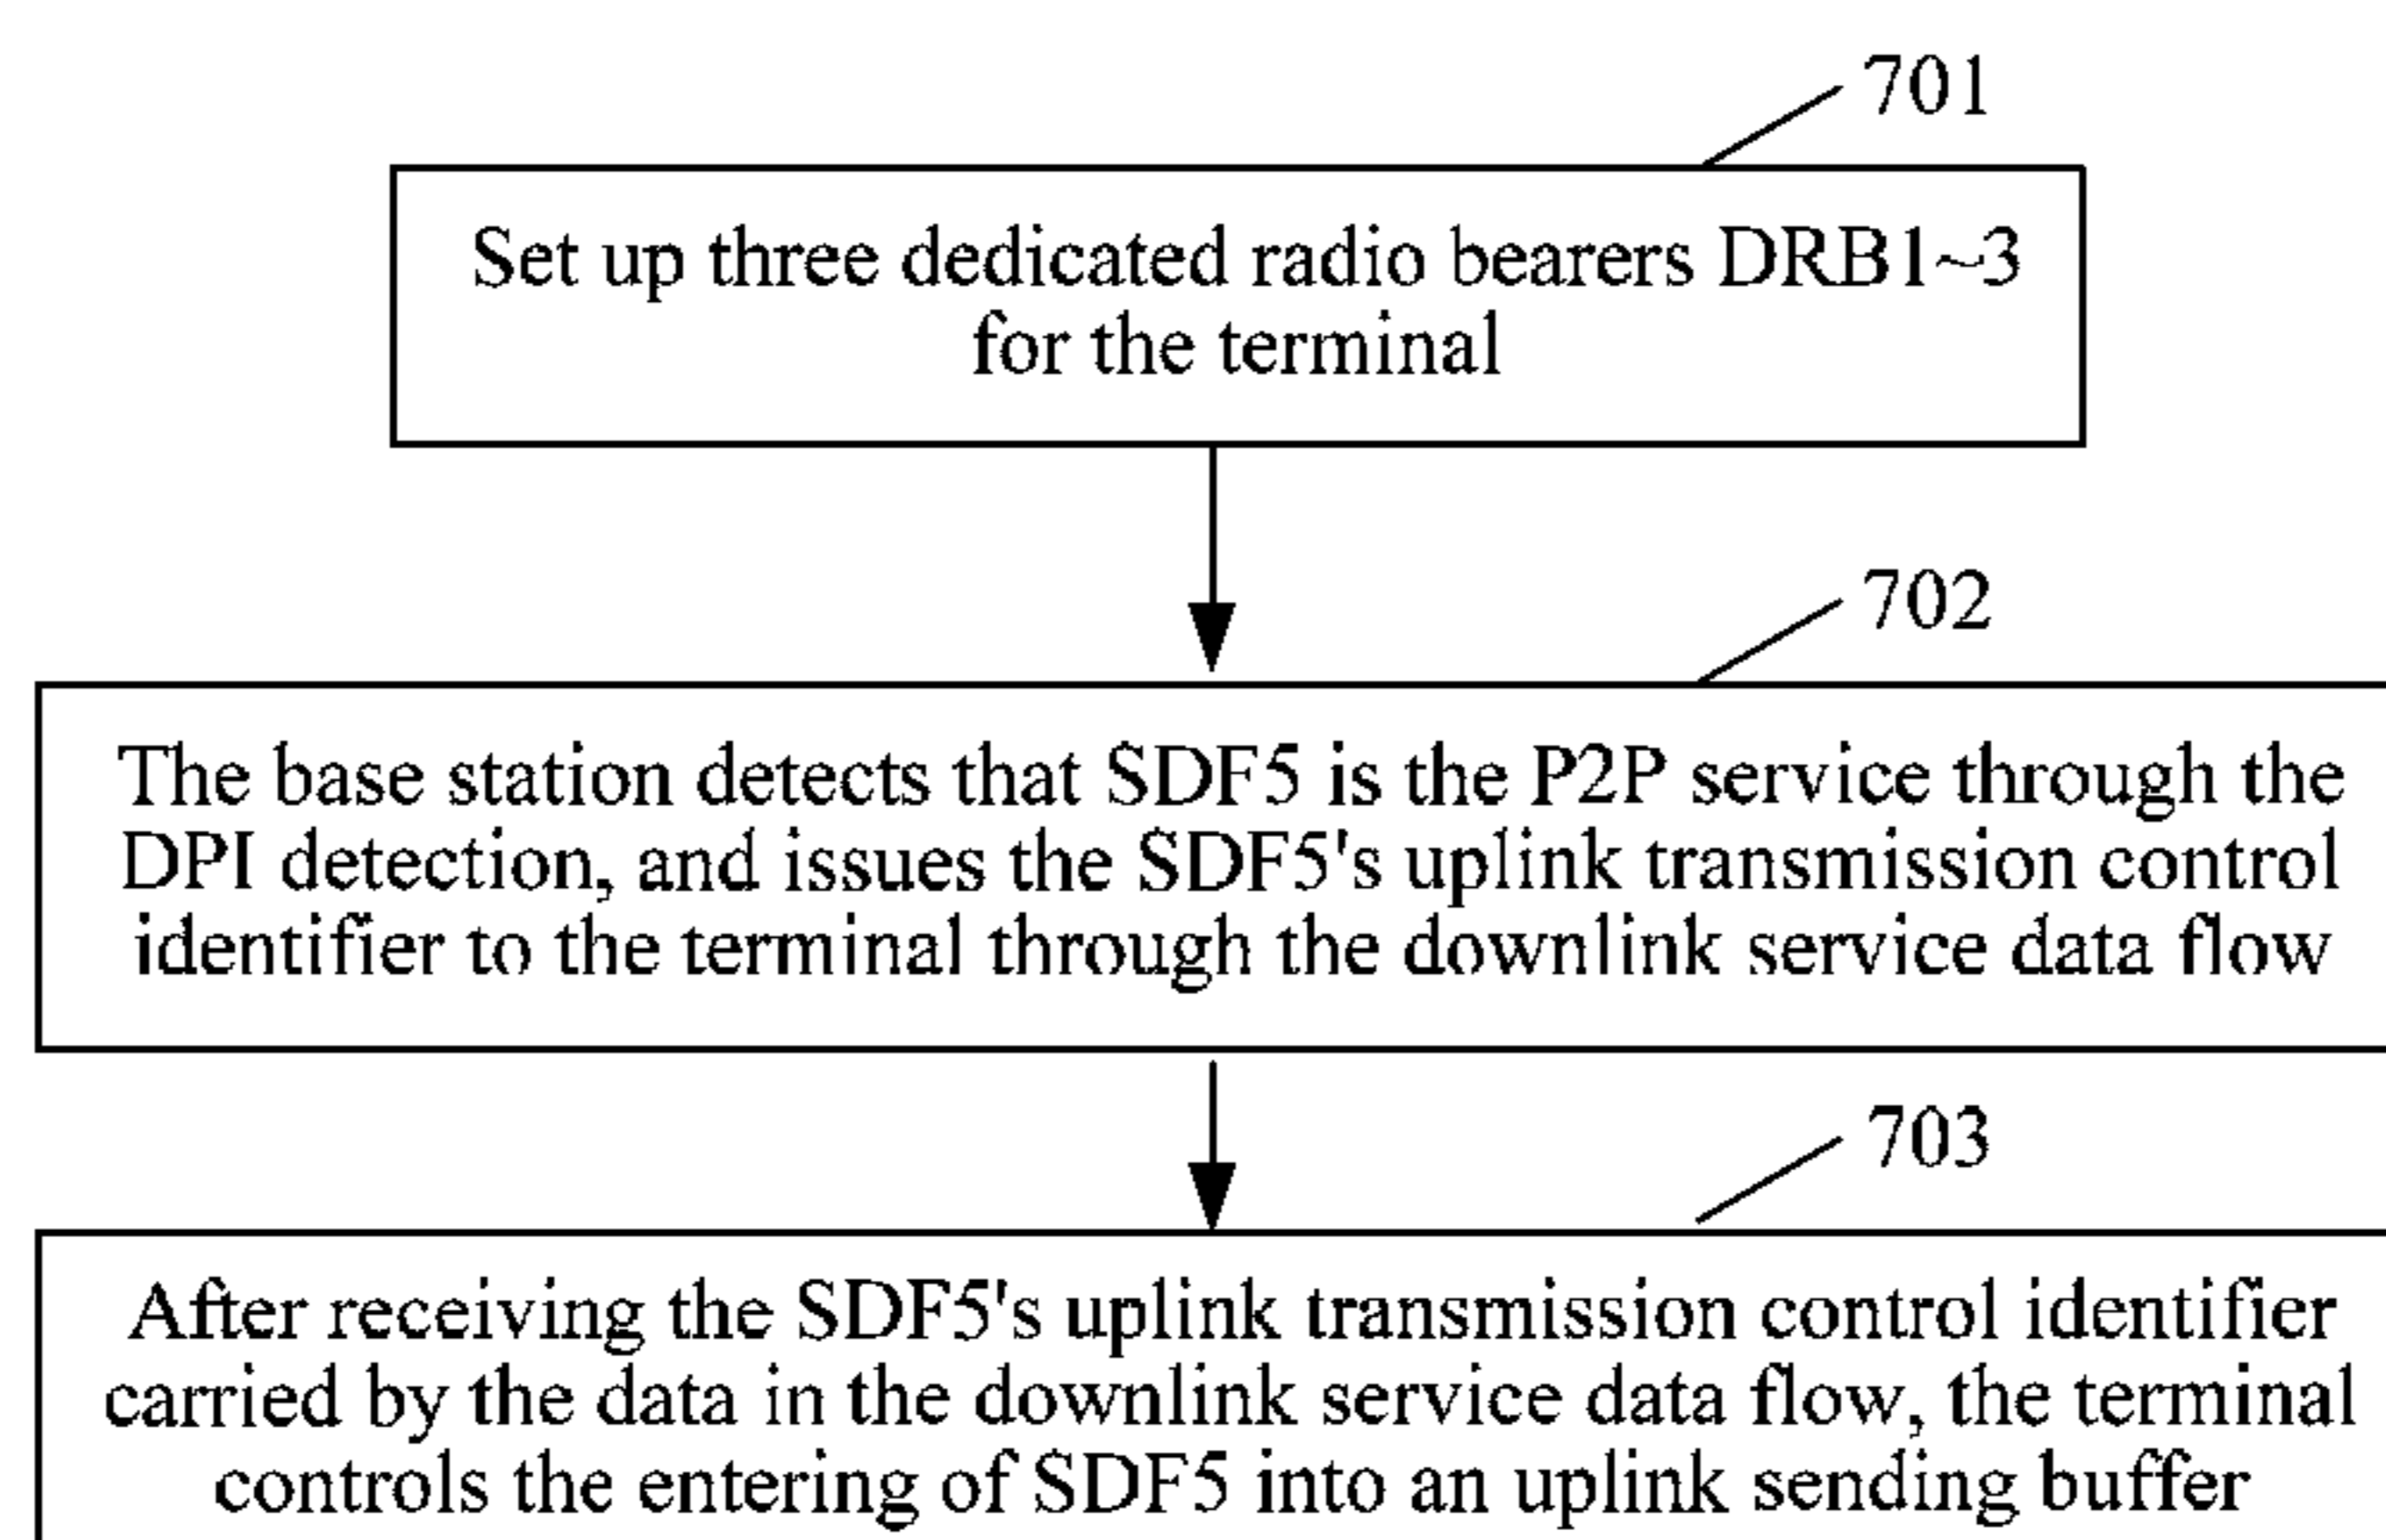 701
Set up three dedicated radio bearers DRB1~3
for the terminal
702
The base station detects that SDF5 is the P2P service through the
DPI detection, and issues the SDF5's uplink transmission control
identifier to the terminal through the downlink service data flow
703
After receiving the SDF5's uplink transmission control identifier
carried by the data in the downlink service data flow, the terminal
controls the entering of SDF5 into an uplink sending buffer